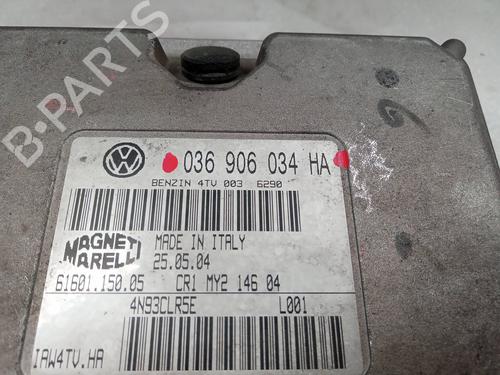 B-PARTS
036 906 034 HA
BENZIN 4TV 003 6290
MAGNETI MARELLI
MADE IN ITALY
25.05.04
61601.150.05 CR1 MY2 146 04
4N93CLR5E L001
IAW4TV.HA